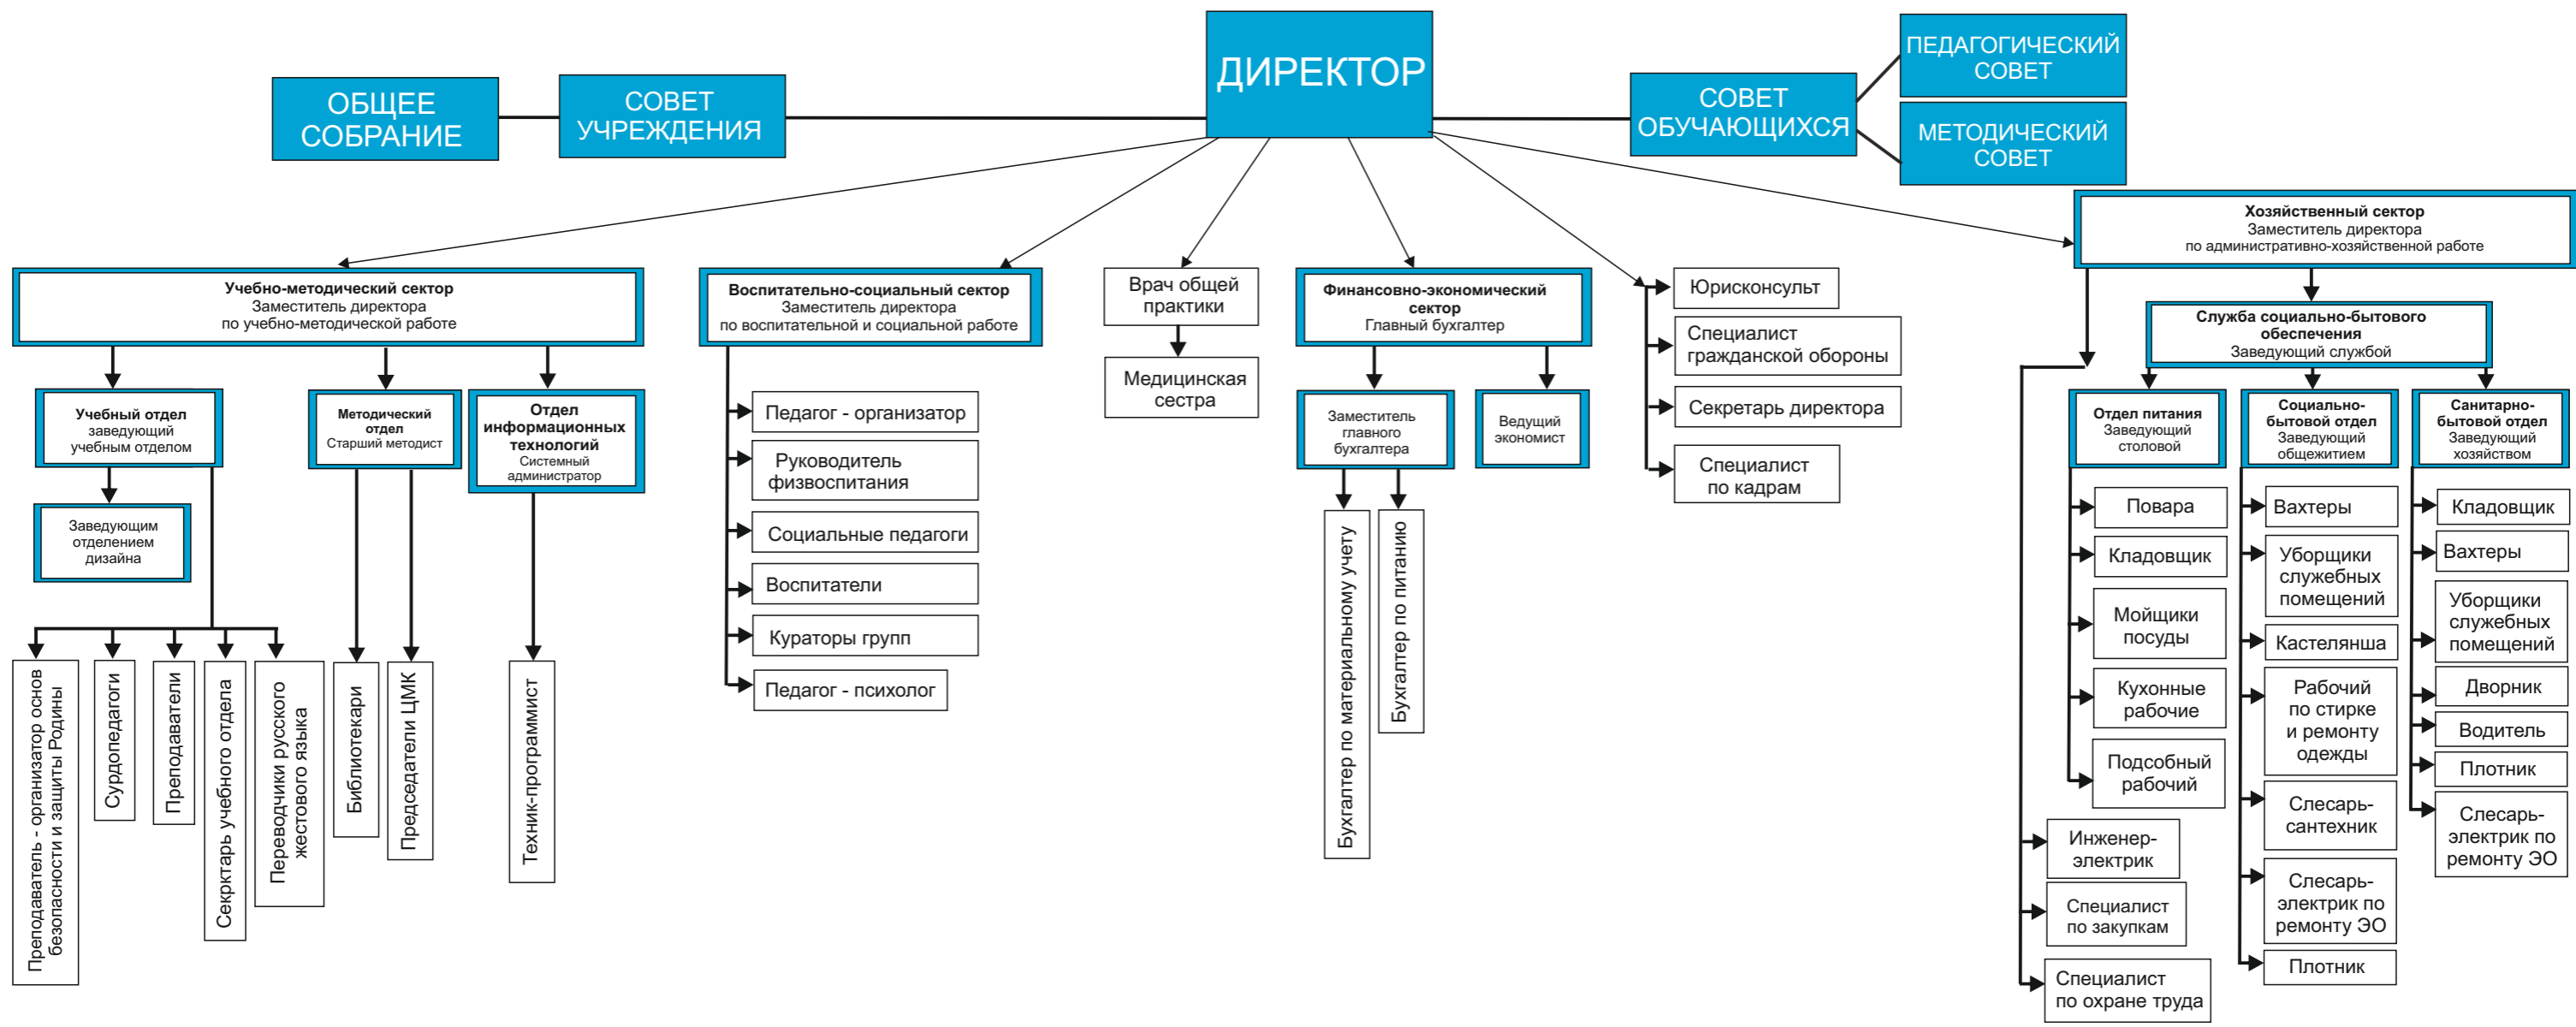 ДИРЕКТОР
ОБЩЕЕ
СОБРАНИЕ
СОВЕТ
УЧРЕЖДЕНИЯ
СОВЕТ
ОБУЧАЮЩИХСЯ
ПЕДАГОГИЧЕСКИЙ
СОВЕТ
МЕТОДИЧЕСКИЙ
СОВЕТ
Учебно-методический сектор
Заместитель директора
по учебно-методической работе
Учебный отдел
заведующий
учебным отделом
Заведующим
отделением
дизайна
Преподаватель - организатор основ
безопасности и защиты Родины
Сурдопедагоги
Преподаватели
Секрктарь учебного отдела
Переводчики русского
жестового языка
Методический
отдел
Старший методист
Библиотекари
Председатели ЦМК
Отдел
информационных
технологий
Системный
администратор
Техник-программист
Воспитательно-социальный сектор
Заместитель директора
по воспитательной и социальной работе
Педагог - организатор
Руководитель
физвоспитания
Социальные педагоги
Воспитатели
Кураторы групп
Педагог - психолог
Врач общей
практики
Медицинская
сестра
Финансовно-экономический
сектор
Главный бухгалтер
Заместитель
главного
бухгалтера
Ведущий
экономист
Бухгалтер по материальному учету
Бухгалтер по питанию
Юрисконсульт
Специалист
гражданской обороны
Секретарь директора
Специалист
по кадрам
Хозяйственный сектор
Заместитель директора
по административно-хозяйственной работе
Служба социально-бытового
обеспечения
Заведующий службой
Отдел питания
Заведующий
столовой
Повара
Кладовщик
Мойщики
посуды
Кухонные
рабочие
Подсобный
рабочий
Инженер-
электрик
Специалист
по закупкам
Специалист
по охране труда
Социально-
бытовой отдел
Заведующий
общежитием
Вахтеры
Уборщики
служебных
помещений
Кастелянша
Рабочий
по стирке
и ремонту
одежды
Слесарь-
сантехник
Слесарь-
электрик по
ремонту ЭО
Плотник
Санитарно-
бытовой отдел
Заведующий
хозяйством
Кладовщик
Вахтеры
Уборщики
служебных
помещений
Дворник
Водитель
Плотник
Слесарь-
электрик по
ремонту ЭО